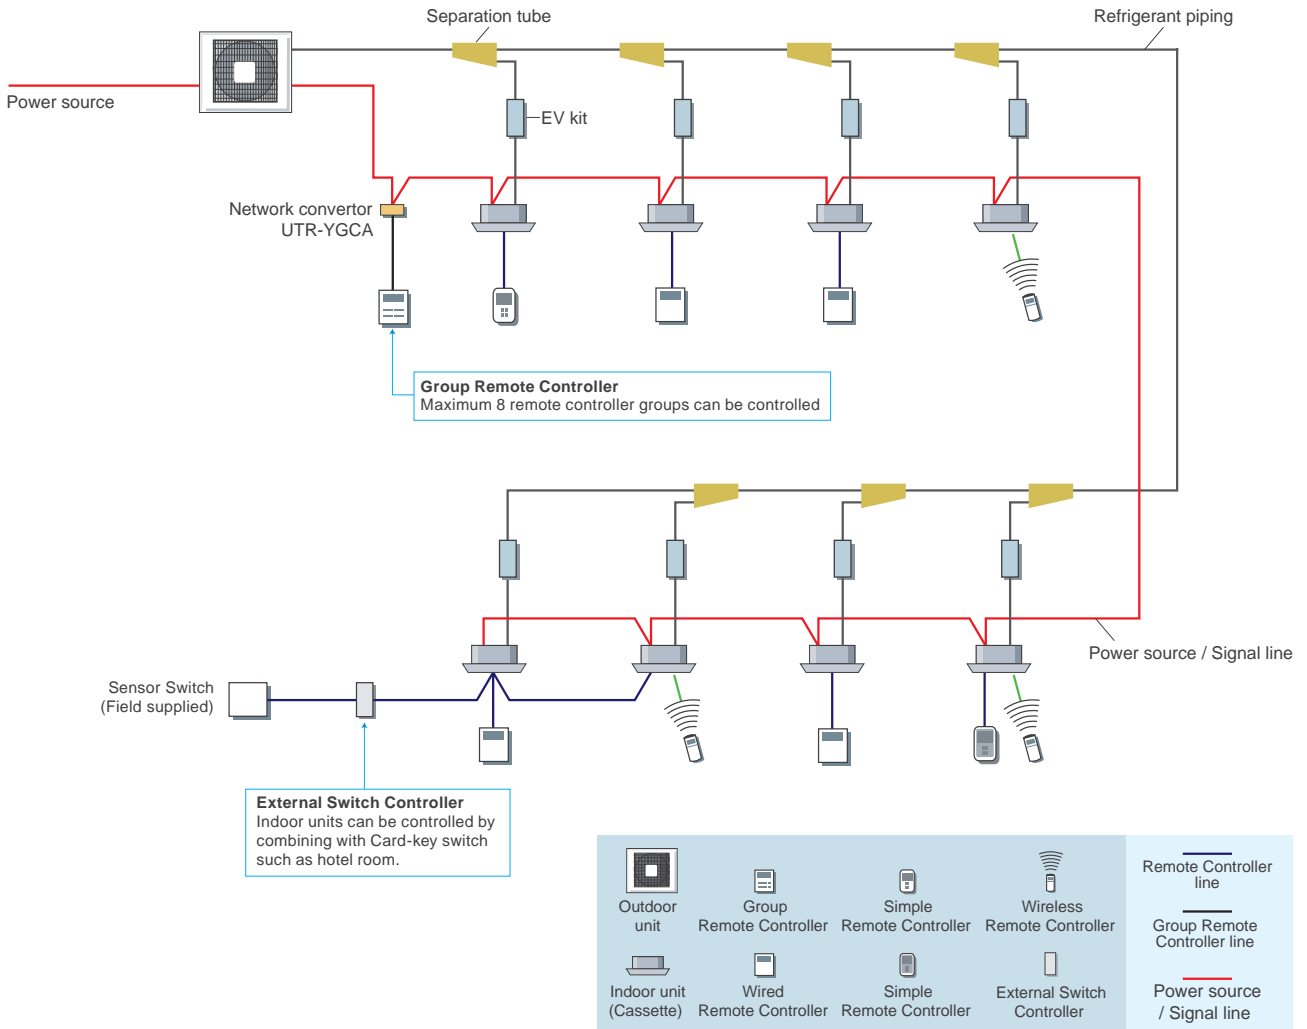 Separation tube
Refrigerant piping
Power source
EV kit
Network convertor
UTR-YGCA
Group Remote Controller
Maximum 8 remote controller groups can be controlled
Power source / Signal line
Sensor Switch
(Field supplied)
External Switch Controller
Indoor units can be controlled by
combining with Card-key switch
such as hotel room.
Outdoor
unit
Group
Remote Controller
Simple
Remote Controller
Wireless
Remote Controller
Indoor unit
(Cassette)
Wired
Remote Controller
Simple
Remote Controller
External Switch
Controller
Remote Controller
line
Group Remote
Controller line
Power source
/ Signal line